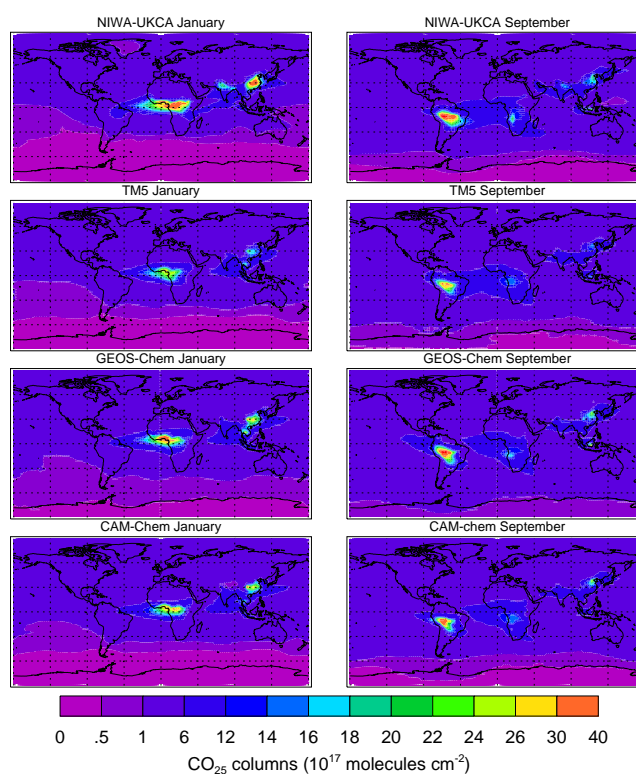 NIWA-UKCA January
NIWA-UKCA September
TM5 January
TM5 September
GEOS-Chem January
GEOS-Chem September
CAM-Chem January
CAM-chem September
0 .5 1 6 12 14 16 18 20 22 24 26 30 40
CO₂₅ columns (10¹⁷ molecules cm⁻²)